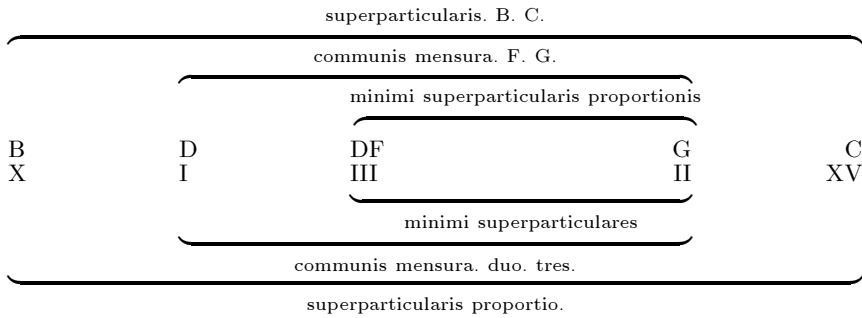 superparticularis. B. C.
communis mensura. F. G.
minimi superparticularis proportionis
B D DF G C
X I III II XV
minimi superparticulares
communis mensura. duo. tres.
superparticularis proportio.